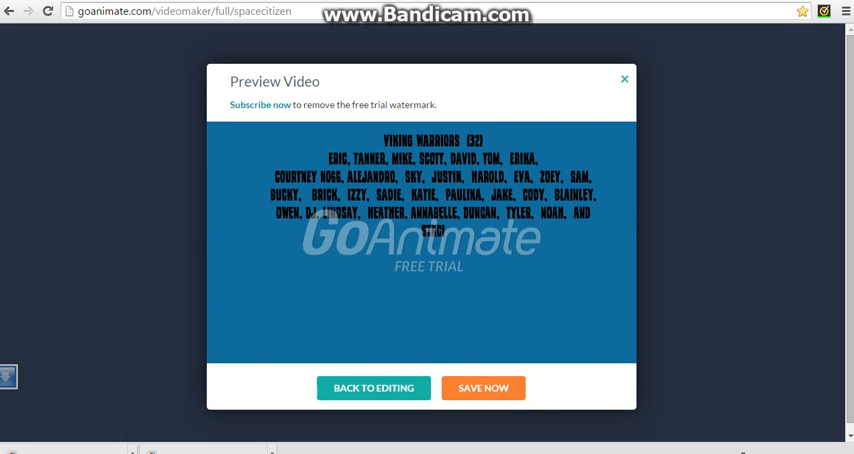 goanimate.com/videomaker/full/spacecitizen
www.Bandicam.com
Preview Video
Subscribe now to remove the free trial watermark.
VIKING WARRIORS (32)
ERIC, TANNER, MIKE, SCOTT, DAVID, TOM, ERIKA,
COURTNEY ALEJANDRO, SKY, JUSTIN, HAROLD, EVA, ZOEY, SAM,
BUCKY, BRICK, IZZY, SADIE, KATIE, PAULINA, JAKE, CODY, BLAINLEY,
OWEN, DJ, LINDSAY, HEATHER, ANNABELLE, DUNCAN, TYLER, NOAH, AND
GoAnimate
FREE TRIAL
BACK TO EDITING
SAVE NOW